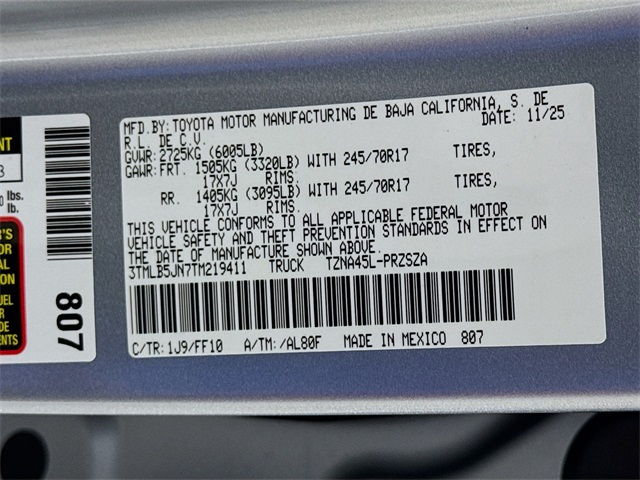 MFD.BY: TOYOTA MOTOR MANUFACTURING DE BAJA CALIFORNIA, S. DE
R.L. DE C.V. DATE: 11/25
GVWR: 2725KG (6005LB)
GAWR: FRT. 1505KG (3320LB) WITH 245/70R17 TIRES,
17X7J RIMS
RR. 1405KG (3095LB) WITH 245/70R17 TIRES,
17X7J RIMS
THIS VEHICLE CONFORMS TO ALL APPLICABLE FEDERAL MOTOR
VEHICLE SAFETY AND THEFT PREVENTION STANDARDS IN EFFECT ON
THE DATE OF MANUFACTURE SHOWN ABOVE.
3TMLB5JN7TM219411 TRUCK TZNA45L-PRZSZA
C/TR: 1J9/FF10 A/TM: /AL80F MADE IN MEXICO 807
807
lbs.
lb.